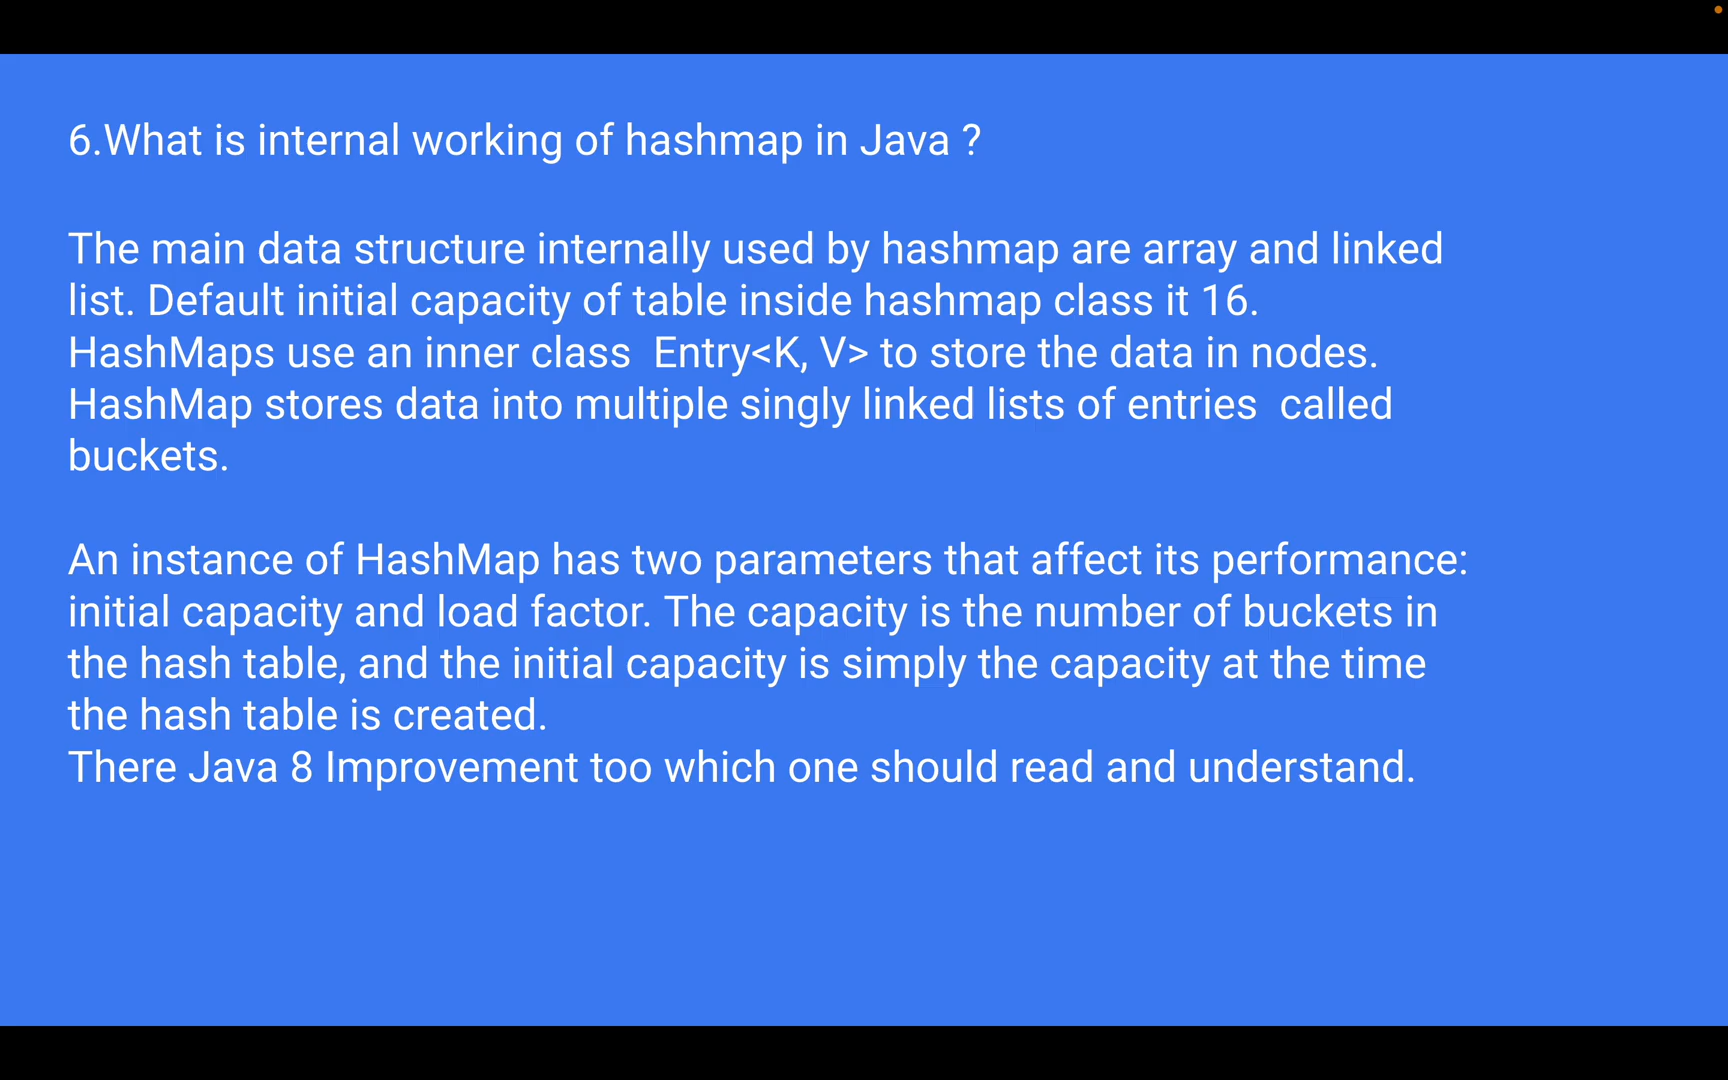 6.What is internal working of hashmap in Java ?
The main data structure internally used by hashmap are array and linked
list. Default initial capacity of table inside hashmap class it 16.
HashMaps use an inner class  Entry<K, V> to store the data in nodes.
HashMap stores data into multiple singly linked lists of entries  called
buckets.
An instance of HashMap has two parameters that affect its performance:
initial capacity and load factor. The capacity is the number of buckets in
the hash table, and the initial capacity is simply the capacity at the time
the hash table is created.
There Java 8 Improvement too which one should read and understand.